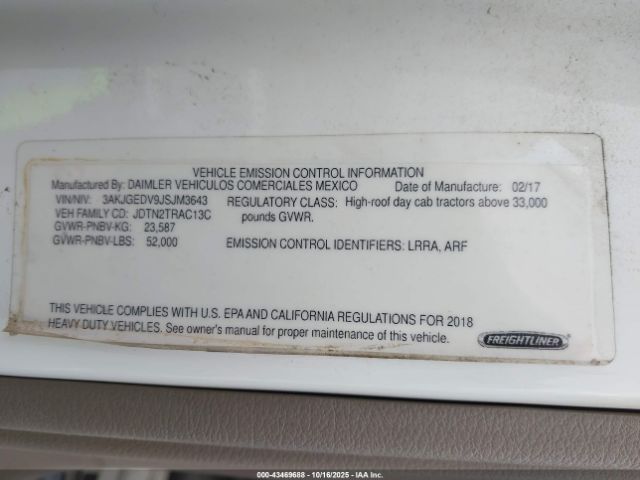 VEHICLE EMISSION CONTROL INFORMATION
Manufactured By: DAIMLER VEHICULOS COMERCIALES MEXICO Date of Manufacture: 02/17
VIN/NIV: 3AKJGEDV9JSJM3643 REGULATORY CLASS: High-roof day cab tractors above 33,000
VEH FAMILY CD: JDTN2TRAC13C pounds GVWR.
GVWR-PNBV-KG: 23,587
GVWR-PNBV-LBS: 52,000 EMISSION CONTROL IDENTIFIERS: LRRA, ARF
THIS VEHICLE COMPLIES WITH U.S. EPA AND CALIFORNIA REGULATIONS FOR 2018
HEAVY DUTY VEHICLES. See owner's manual for proper maintenance of this vehicle.
FREIGHTLINER
000-43469688 - 10/16/2025 - IAA Inc.